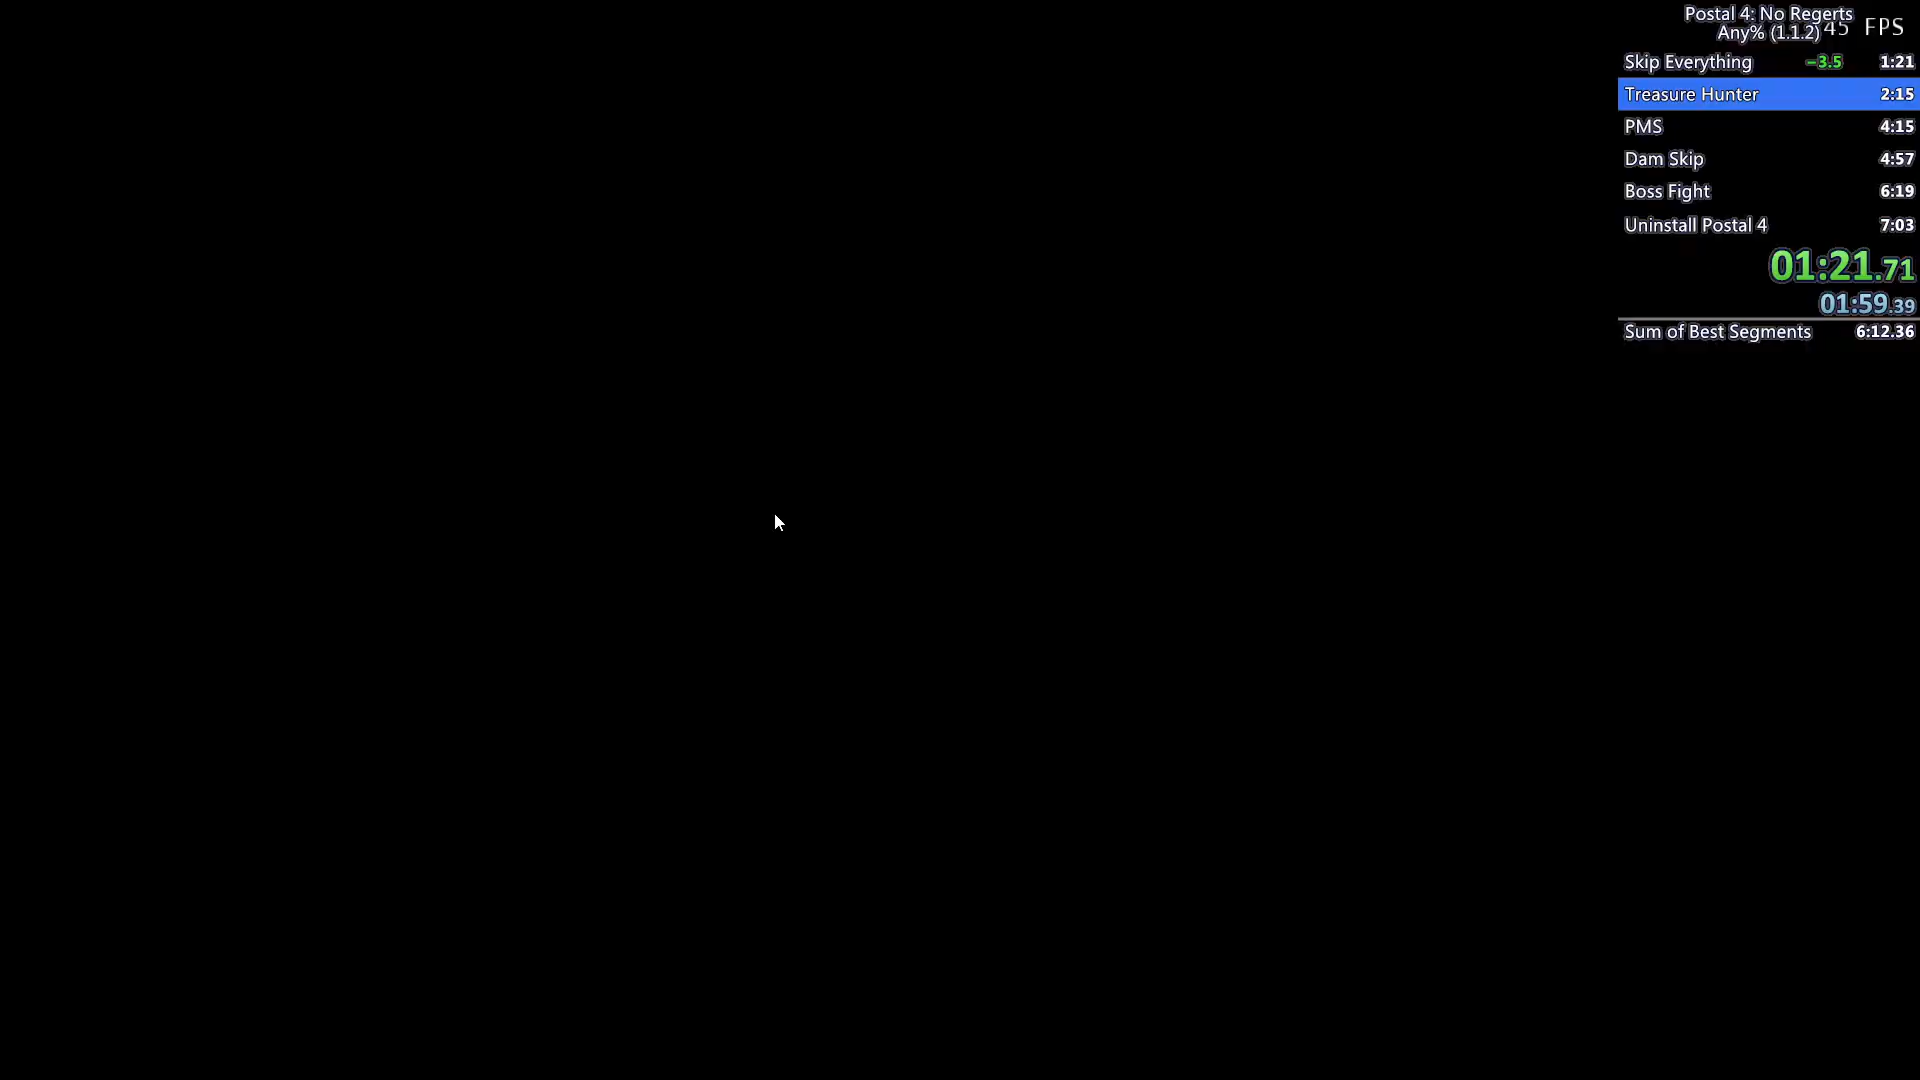 Postal 4: No Regerts
Any% (1.1.2) 45 FPS
Skip Everything −3.5 1:21
Treasure Hunter 2:15
PMS 4:15
Dam Skip 4:57
Boss Fight 6:19
Uninstall Postal 4 7:03
01:21.71
01:59.39
Sum of Best Segments 6:12.36